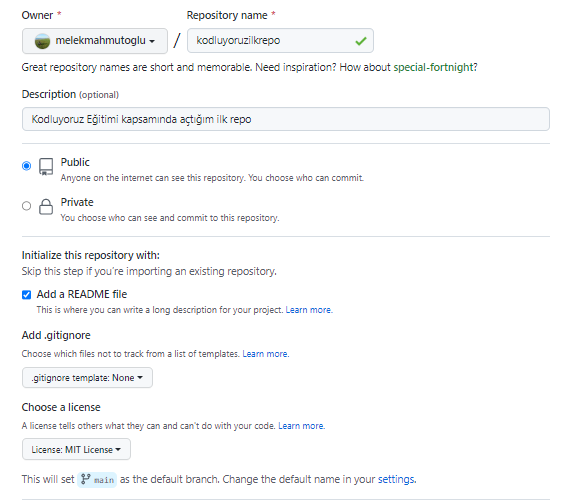 Owner * Repository name *
melekmahmutoglu / kodluyoruzilkrepo
Great repository names are short and memorable. Need inspiration? How about special-fortnight?
Description (optional)
Kodluyoruz Eğitimi kapsamında açtığım ilk repo
Public
Anyone on the internet can see this repository. You choose who can commit.
Private
You choose who can see and commit to this repository.
Initialize this repository with:
Skip this step if you're importing an existing repository.
Add a README file
This is where you can write a long description for your project. Learn more.
Add .gitignore
Choose which files not to track from a list of templates. Learn more.
.gitignore template: None
Choose a license
A license tells others what they can and can't do with your code. Learn more.
License: MIT License
This will set main as the default branch. Change the default name in your settings.